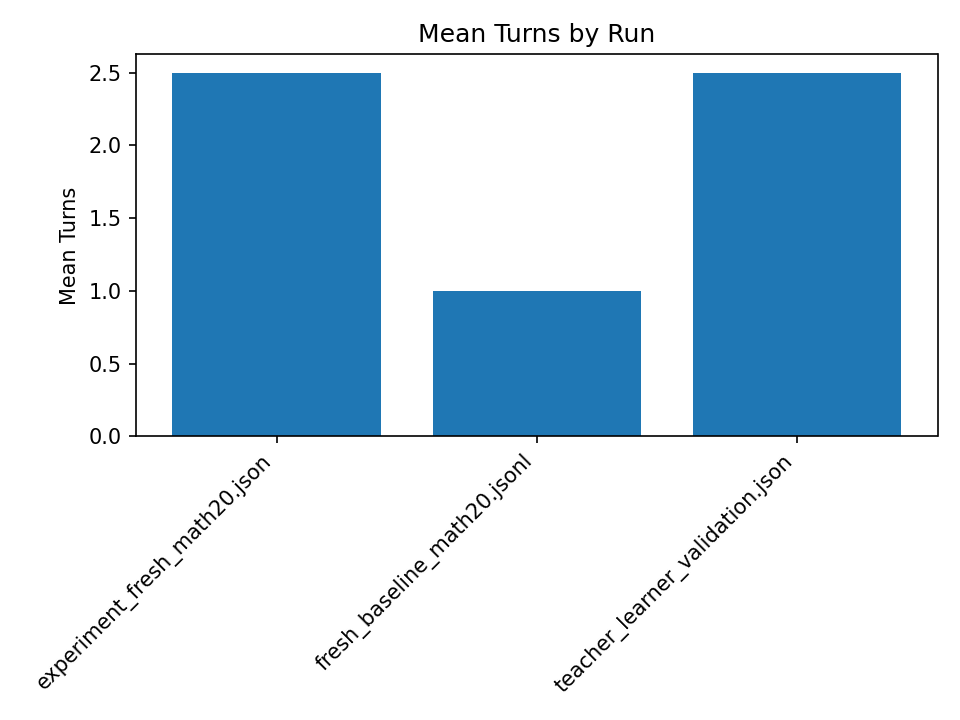 Mean Turns by Run
Mean Turns
2.5
2.0
1.5
1.0
0.5
0.0
experiment_fresh_math20.json
fresh_baseline_math20.jsonl
teacher_learner_validation.json